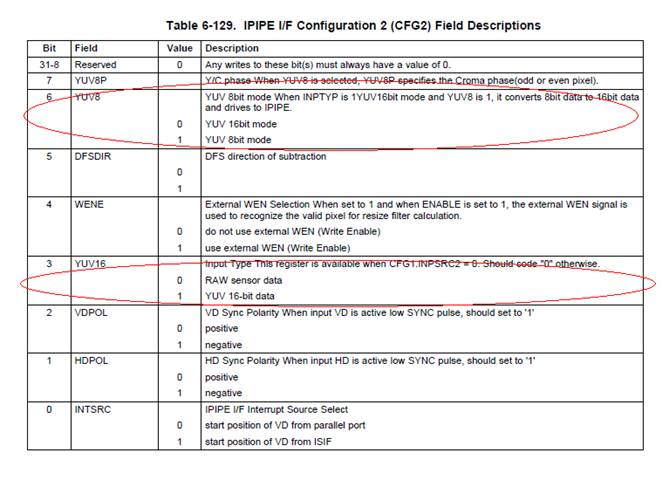 Table 6-129. IPIPE I/F Configuration 2 (CFG2) Field Descriptions
Bit Field Value Description
31-8 Reserved 0 Any writes to these bit(s) must always have a value of 0.
7 YUV8P Y/C phase When YUV8 is selected, YUV8P specifies the Croma phase(odd or even pixel).
6 YUV8 YUV 8bit mode When INPTYP is 1YUV16bit mode and YUV8 is 1, it converts 8bit data to 16bit data
and drives to IPIPE.
0 YUV 16bit mode
1 YUV 8bit mode
5 DFSDIR DFS direction of subtraction
0
1
4 WENE External WEN Selection When set to 1 and when ENABLE is set to 1, the external WEN signal is
used to recognize the valid pixel for resize filter calculation.
0 do not use external WEN (Write Enable)
1 use external WEN (Write Enable)
3 YUV16 Input Type This register is available when CFG1.INPSRC2 = 0. Should code "0" otherwise.
0 RAW sensor data
1 YUV 16-bit data
2 VDPOL VD Sync Polarity When input VD is active low SYNC pulse, should set to '1'
0 positive
1 negative
1 HDPOL HD Sync Polarity When input HD is active low SYNC pulse, should set to '1'
0 positive
1 negative
0 INTSRC IPIPE I/F Interrupt Source Select
0 start position of VD from parallel port
1 start position of VD from ISIF